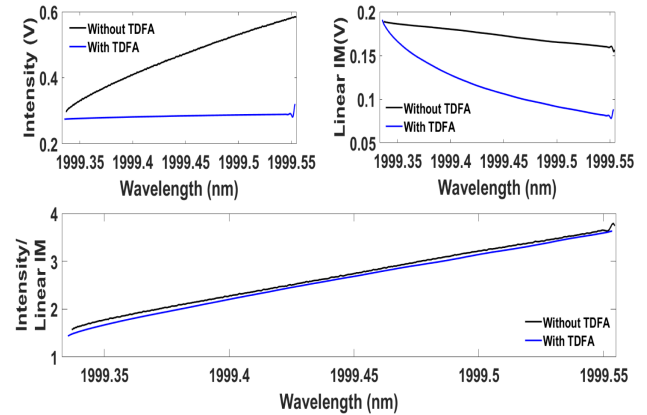 Intensity (V)
0.6
0.4
0.2
Without TDFA
With TDFA
1999.35 1999.4 1999.45 1999.5 1999.55
Wavelength (nm)
Linear IM(V)
0.2
0.15
0.1
0.05
Without TDFA
With TDFA
1999.35 1999.4 1999.45 1999.5 1999.55
Wavelength (nm)
Intensity/
Linear IM
4
3
2
1
Without TDFA
With TDFA
1999.35 1999.4 1999.45 1999.5 1999.55
Wavelength (nm)